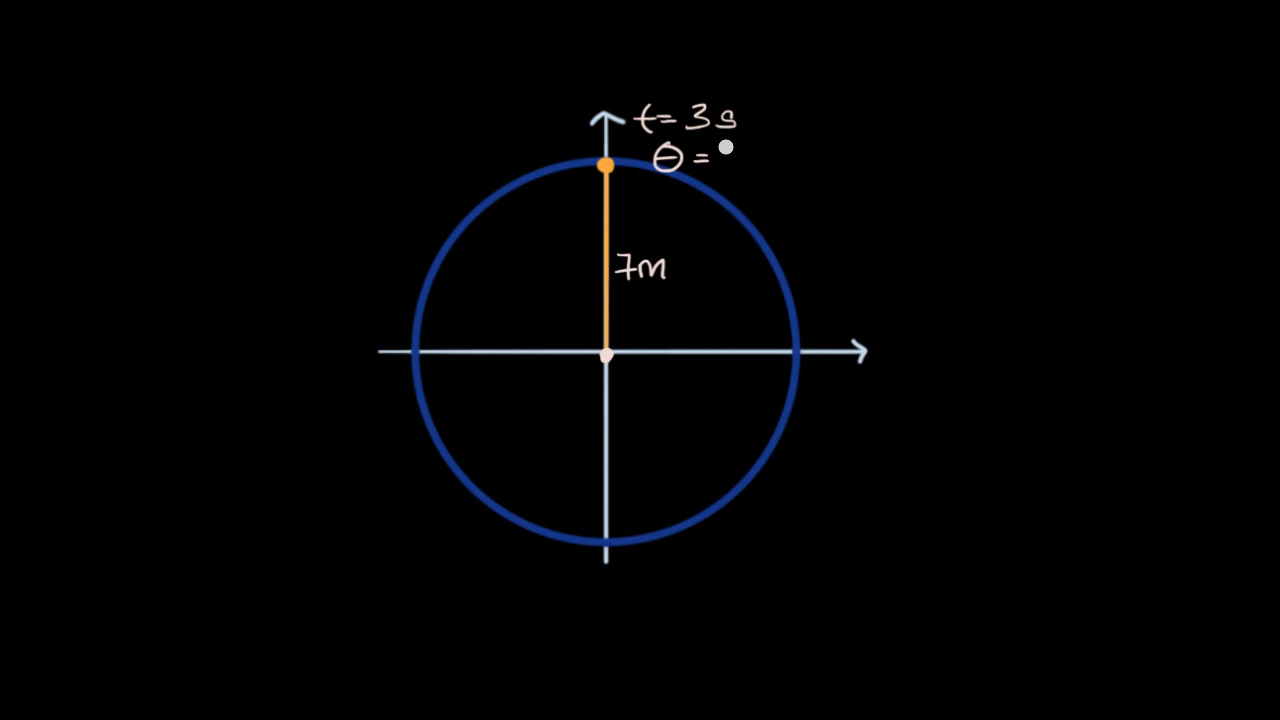 t= 3 s
θ =
7m